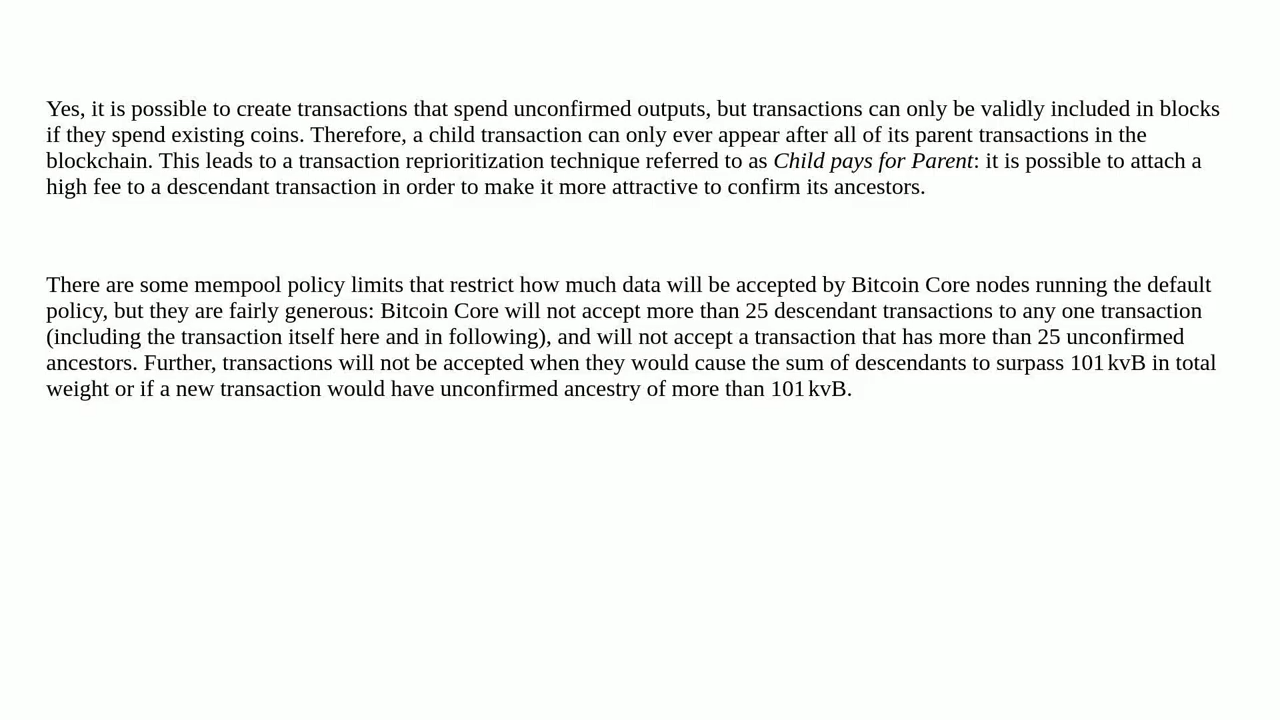 Yes, it is possible to create transactions that spend unconfirmed outputs, but transactions can only be validly included in blocks
if they spend existing coins. Therefore, a child transaction can only ever appear after all of its parent transactions in the
blockchain. This leads to a transaction reprioritization technique referred to as Child pays for Parent: it is possible to attach a
high fee to a descendant transaction in order to make it more attractive to confirm its ancestors.
There are some mempool policy limits that restrict how much data will be accepted by Bitcoin Core nodes running the default
policy, but they are fairly generous: Bitcoin Core will not accept more than 25 descendant transactions to any one transaction
(including the transaction itself here and in following), and will not accept a transaction that has more than 25 unconfirmed
ancestors. Further, transactions will not be accepted when they would cause the sum of descendants to surpass 101 kvB in total
weight or if a new transaction would have unconfirmed ancestry of more than 101 kvB.